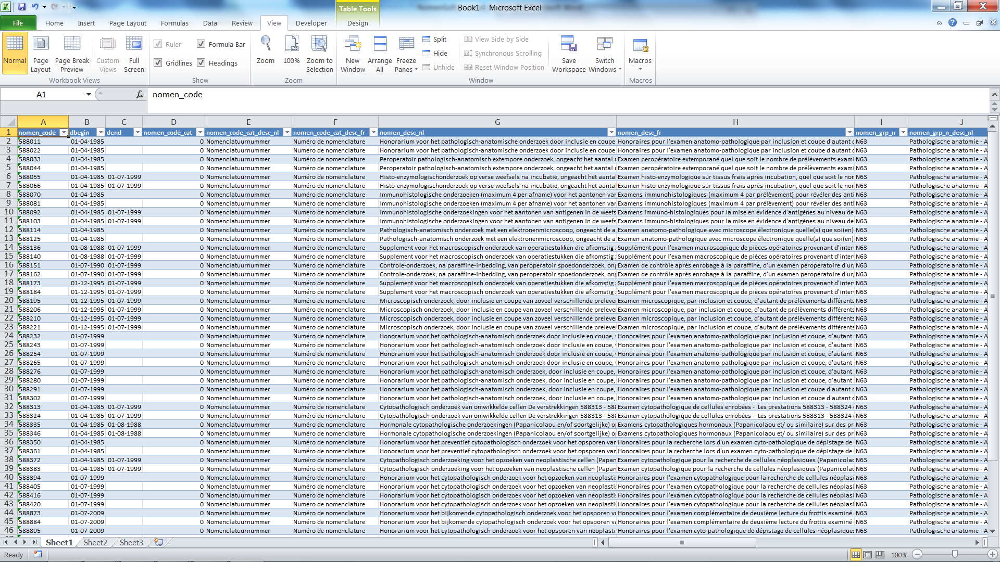 Book1 - Microsoft Excel
Table Tools
File Home Insert Page Layout Formulas Data Review View Developer Design
Normal
Page Layout
Page Break Preview
Custom Views
Full Screen
Workbook Views
Ruler
Formula Bar
Gridlines
Headings
Show
Zoom
100%
Zoom to Selection
Zoom
New Window
Arrange All
Freeze Panes
Split
Hide
Unhide
View Side by Side
Synchronous Scrolling
Reset Window Position
Window
Save Workspace
Switch Windows
Macros
Macros
A1 fx nomen_code
A B C D E F G H I J
1 nomen_code dbegin dend nomen_code_cat nomen_code_cat_desc_nl nomen_code_cat_desc_fr nomen_desc_nl nomen_desc_fr nomen_grp_n nomen_grp_n_desc_nl
2 588011 01-04-1985 0 Nomenclatuurnummer Numéro de nomenclature Honorarium voor het pathologisch-anatomische onderzoek door inclusie en coupe Honoraires pour l'examen anatomo-pathologique par inclusion et coupe d'autant N63 Pathologische anatomie - A
3 588022 01-04-1985 0 Nomenclatuurnummer Numéro de nomenclature Honorarium voor het pathologisch-anatomische onderzoek door inclusie en coupe Honoraires pour l'examen anatomo-pathologique par inclusion et coupe d'autant N63 Pathologische anatomie - A
4 588033 01-04-1985 0 Nomenclatuurnummer Numéro de nomenclature Peroperatoir pathologisch-anatomisch extempore onderzoek, ongeacht het aantal a Examen peropératoire extemporané quel que soit le nombre de prélèvements exami N63 Pathologische anatomie - A
5 588044 01-04-1985 0 Nomenclatuurnummer Numéro de nomenclature Peroperatoir pathologisch-anatomisch extempore onderzoek, ongeacht het aantal a Examen peropératoire extemporané quel que soit le nombre de prélèvements exami N63 Pathologische anatomie - A
6 588055 01-04-1985 01-07-1999 0 Nomenclatuurnummer Numéro de nomenclature Histo-enzymologischonderzoek op verse weefsels na incubatie, ongeacht het aantal Examen histo-enzymologique sur tissus frais après incubation, quel que soit le nor N63 Pathologische anatomie - A
7 588066 01-04-1985 01-07-1999 0 Nomenclatuurnummer Numéro de nomenclature Histo-enzymologischonderzoek op verse weefsels na incubatie, ongeacht het aantal Examen histo-enzymologique sur tissus frais après incubation, quel que soit le nor N63 Pathologische anatomie - A
8 588070 01-04-1985 0 Nomenclatuurnummer Numéro de nomenclature Immunohistologische onderzoeken (maximum 4 per afname) voor het aantonen var Examens immunohistologiques (maximum 4 par prélèvement) pour révéler des anti N63 Pathologische anatomie - A
9 588081 01-04-1985 0 Nomenclatuurnummer Numéro de nomenclature Immunohistologische onderzoeken (maximum 4 per afname) voor het aantonen var Examens immunohistologiques (maximum 4 par prélèvement) pour révéler des anti N63 Pathologische anatomie - A
10 588092 01-04-1985 01-07-1999 0 Nomenclatuurnummer Numéro de nomenclature Immunohistologische onderzoekingen voor het aantonen van antigenen in de weefs Examens immuno-histologiques pour la mise en évidence d'antigènes au niveau de N63 Pathologische anatomie - A
11 588103 01-04-1985 01-07-1999 0 Nomenclatuurnummer Numéro de nomenclature Immunohistologische onderzoekingen voor het aantonen van antigenen in de weefs Examens immuno-histologiques pour la mise en évidence d'antigènes au niveau de N63 Pathologische anatomie - A
12 588114 01-04-1985 0 Nomenclatuurnummer Numéro de nomenclature Pathologisch-anatomisch onderzoek met een elektronenmicroscoop, ongeacht de a Examen anatomo-pathologique avec microscope électronique quelle(s) que soi(en) N63 Pathologische anatomie - A
13 588125 01-04-1985 0 Nomenclatuurnummer Numéro de nomenclature Pathologisch-anatomisch onderzoek met een elektronenmicroscoop, ongeacht de a Examen anatomo-pathologique avec microscope électronique quelle(s) que soi(en) N63 Pathologische anatomie - A
14 588136 01-08-1988 01-07-1999 0 Nomenclatuurnummer Numéro de nomenclature Supplement voor het macroscopisch onderzoek van operatiestukken die afkomstig Supplément pour l'examen macroscopique de pièces opératoires provenant d'inter N63 Pathologische anatomie - A
15 588140 01-08-1988 01-07-1999 0 Nomenclatuurnummer Numéro de nomenclature Supplement voor het macroscopisch onderzoek van operatiestukken die afkomstig Supplément pour l'examen macroscopique de pièces opératoires provenant d'inter N63 Pathologische anatomie - A
16 588151 01-07-1990 01-07-1999 0 Nomenclatuurnummer Numéro de nomenclature Controle-onderzoek, na paraffine-inbedding, van peroperatoir spoedonderzoek, ong Examen de contrôle après enrobage à la paraffine, d'un examen peropératoire d'ur N63 Pathologische anatomie - A
17 588162 01-07-1990 01-07-1999 0 Nomenclatuurnummer Numéro de nomenclature Controle-onderzoek, na paraffine-inbedding, van peroperatoir spoedonderzoek, ong Examen de contrôle après enrobage à la paraffine, d'un examen peropératoire d'ur N63 Pathologische anatomie - A
18 588173 01-12-1995 01-07-1999 0 Nomenclatuurnummer Numéro de nomenclature Supplement voor het macroscopisch onderzoek van operatiestukken die afkomstig Supplément pour l'examen macroscopique de pièces opératoires provenant d'inter N63 Pathologische anatomie - A
19 588184 01-12-1995 01-07-1999 0 Nomenclatuurnummer Numéro de nomenclature Supplement voor het macroscopisch onderzoek van operatiestukken die afkomstig Supplément pour l'examen macroscopique de pièces opératoires provenant d'inter N63 Pathologische anatomie - A
20 588195 01-12-1995 01-07-1999 0 Nomenclatuurnummer Numéro de nomenclature Microscopisch onderzoek, door inclusie en coupe van zoveel verschillende preleve Examen microscopique, par inclusion et coupe, d'autant de prélèvements différents N63 Pathologische anatomie - A
21 588206 01-12-1995 01-07-1999 0 Nomenclatuurnummer Numéro de nomenclature Microscopisch onderzoek, door inclusie en coupe van zoveel verschillende preleve Examen microscopique, par inclusion et coupe, d'autant de prélèvements différents N63 Pathologische anatomie - A
22 588210 01-12-1995 01-07-1999 0 Nomenclatuurnummer Numéro de nomenclature Microscopisch onderzoek, door inclusie en coupe van zoveel verschillende preleve Examen microscopique, par inclusion et coupe, d'autant de prélèvements différents N63 Pathologische anatomie - A
23 588221 01-12-1995 01-07-1999 0 Nomenclatuurnummer Numéro de nomenclature Microscopisch onderzoek, door inclusie en coupe van zoveel verschillende preleve Examen microscopique, par inclusion et coupe, d'autant de prélèvements différents N63 Pathologische anatomie - A
24 588232 01-07-1999 0 Nomenclatuurnummer Numéro de nomenclature Honorarium voor het pathologisch-anatomisch onderzoek door inclusie en coupe, Honoraires pour l'examen anatomo-pathologique par inclusion et coupe, d'autant N63 Pathologische anatomie - A
25 588243 01-07-1999 0 Nomenclatuurnummer Numéro de nomenclature Honorarium voor het pathologisch-anatomisch onderzoek door inclusie en coupe, Honoraires pour l'examen anatomo-pathologique par inclusion et coupe, d'autant N63 Pathologische anatomie - A
26 588254 01-07-1999 0 Nomenclatuurnummer Numéro de nomenclature Honorarium voor het pathologisch-anatomisch onderzoek door inclusie en coupe, Honoraires pour l'examen anatomo-pathologique par inclusion et coupe, d'autant N63 Pathologische anatomie - A
27 588265 01-07-1999 0 Nomenclatuurnummer Numéro de nomenclature Honorarium voor het pathologisch-anatomisch onderzoek door inclusie en coupe, Honoraires pour l'examen anatomo-pathologique par inclusion et coupe, d'autant N63 Pathologische anatomie - A
28 588276 01-07-1999 0 Nomenclatuurnummer Numéro de nomenclature Honorarium voor het pathologisch-anatomisch onderzoek, door inclusie en coupe, Honoraires pour l'examen anatomo-pathologique par inclusion et coupe, d'autant N63 Pathologische anatomie - A
29 588280 01-07-1999 0 Nomenclatuurnummer Numéro de nomenclature Honorarium voor het pathologisch-anatomisch onderzoek, door inclusie en coupe, Honoraires pour l'examen anatomo-pathologique par inclusion et coupe, d'autant N63 Pathologische anatomie - A
30 588291 01-07-1999 0 Nomenclatuurnummer Numéro de nomenclature Honorarium voor het pathologisch-anatomisch onderzoek, door inclusie en coupe, Honoraires pour l'examen anatomo-pathologique par inclusion et coupe d'autant N63 Pathologische anatomie - A
31 588302 01-07-1999 0 Nomenclatuurnummer Numéro de nomenclature Honorarium voor het pathologisch-anatomisch onderzoek, door inclusie en coupe, Honoraires pour l'examen anatomo-pathologique par inclusion et coupe d'autant N63 Pathologische anatomie - A
32 588313 01-04-1985 01-07-1999 0 Nomenclatuurnummer Numéro de nomenclature Cytopathologisch onderzoek van omwikkelde cellen De verstrekkingen 588313 - 588 Examen cytopathologique de cellules enrobées - Les prestations 588313 - 588324 N63 Pathologische anatomie - A
33 588324 01-04-1985 01-07-1999 0 Nomenclatuurnummer Numéro de nomenclature Cytopathologisch onderzoek van omwikkelde cellen De verstrekkingen 588313 - 588 Examen cytopathologique de cellules enrobées - Les prestations 588313 - 588324 N63 Pathologische anatomie - A
34 588335 01-04-1985 01-08-1988 0 Nomenclatuurnummer Numéro de nomenclature Hormonale cytopathologische onderzoekingen (Papanicolaou en/of soortgelijke) o Examens cytopathologiques hormonaux (Papanicolaou et/ ou similaire) sur des pr N63 Pathologische anatomie - A
35 588346 01-04-1985 01-08-1988 0 Nomenclatuurnummer Numéro de nomenclature Hormonale cytopathologische onderzoekingen (Papanicolaou en/of soortgelijke) o Examens cytopathologiques hormonaux (Papanicolaou et/ ou similaire) sur des pr N63 Pathologische anatomie - A
36 588350 01-04-1985 0 Nomenclatuurnummer Numéro de nomenclature Honorarium voor het preventief cytopathologisch onderzoek voor het opsporen var Honoraires pour la recherche lors d'un examen cyto-pathologique de dépistage de N63 Pathologische anatomie - A
37 588361 01-04-1985 0 Nomenclatuurnummer Numéro de nomenclature Honorarium voor het preventief cytopathologisch onderzoek voor het opsporen var Honoraires pour la recherche lors d'un examen cyto-pathologique de dépistage de N63 Pathologische anatomie - A
38 588372 01-04-1985 01-07-1999 0 Nomenclatuurnummer Numéro de nomenclature Cytopathologisch onderzoeking voor het opzoeken van neoplastische cellen (Papan Examen cytopathologique pour la recherche de cellules néoplasiques (Papanicolac N63 Pathologische anatomie - A
39 588383 01-04-1985 01-07-1999 0 Nomenclatuurnummer Numéro de nomenclature Cytopathologisch onderzoeking voor het opzoeken van neoplastische cellen (Papan Examen cytopathologique pour la recherche de cellules néoplasiques (Papanicolac N63 Pathologische anatomie - A
40 588394 01-07-1999 0 Nomenclatuurnummer Numéro de nomenclature Honorarium voor het cytopathologisch onderzoek voor het opzoeken van neoplasti Honoraires pour l'examen cytopathologique pour la recherche de cellules néoplasi N63 Pathologische anatomie - A
41 588405 01-07-1999 0 Nomenclatuurnummer Numéro de nomenclature Honorarium voor het cytopathologisch onderzoek voor het opzoeken van neoplasti Honoraires pour l'examen cytopathologique pour la recherche de cellules néoplasi N63 Pathologische anatomie - A
42 588416 01-07-1999 0 Nomenclatuurnummer Numéro de nomenclature Honorarium voor het cytopathologisch onderzoek voor het opzoeken van neoplasti Honoraires pour l'examen cytopathologique pour la recherche de cellules néoplasi N63 Pathologische anatomie - A
43 588420 01-07-1999 0 Nomenclatuurnummer Numéro de nomenclature Honorarium voor het cytopathologisch onderzoek voor het opzoeken van neoplasti Honoraires pour l'examen cytopathologique pour la recherche de cellules néoplasi N63 Pathologische anatomie - A
44 588873 01-07-2009 0 Nomenclatuurnummer Numéro de nomenclature Honorarium voor het bijkomende cytopathologisch onderzoek voor het opsporen va Honoraires pour l'examen complémentaire de deuxième lecture du frottis examiné N63 Pathologische anatomie - A
45 588884 01-07-2009 0 Nomenclatuurnummer Numéro de nomenclature Honorarium voor het bijkomende cytopathologisch onderzoek voor het opsporen va Honoraires pour l'examen complémentaire de deuxième lecture du frottis examiné N63 Pathologische anatomie - A
46 588895 01-07-2009 0 Nomenclatuurnummer Numéro de nomenclature Honorarium voor het cytopathologisch onderzoek voor het opsporen van neoplasti Honoraires pour l'examen cyto-pathologique de dépistage de cellules néoplasiques N63 Pathologische anatomie - A
Sheet1 Sheet2 Sheet3
Ready 100%